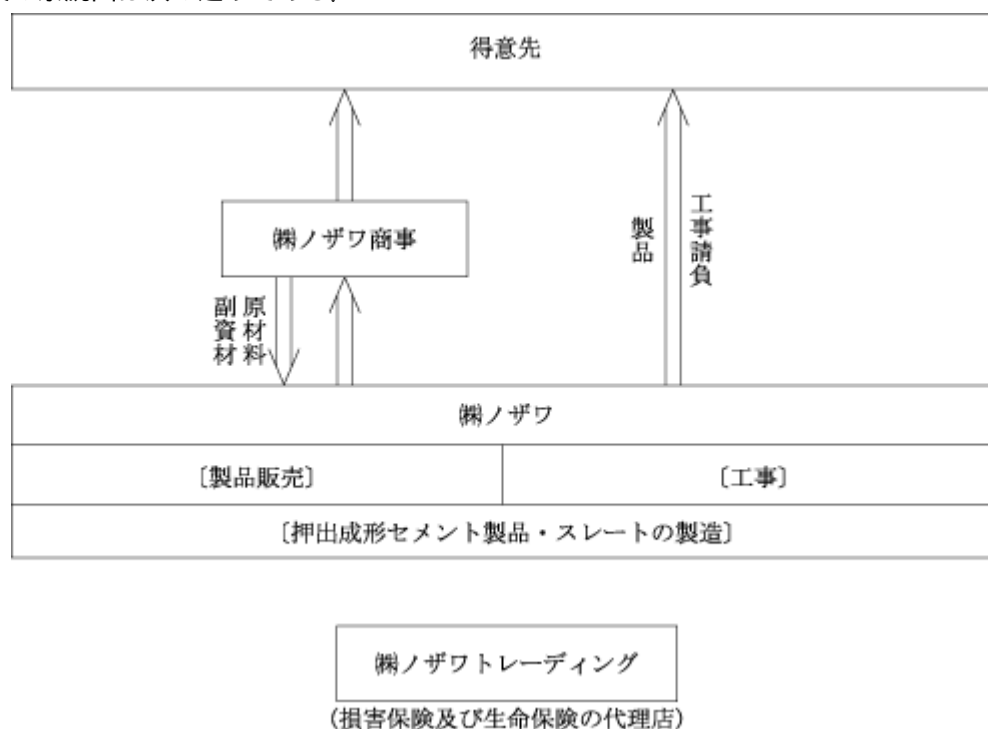 得意先
㈱ノザワ商事
製品
工事請負
原材料
副資材
㈱ノザワ
〔製品販売〕
〔工事〕
〔押出成形セメント製品・スレートの製造〕
㈱ノザワトレーディング
(損害保険及び生命保険の代理店)